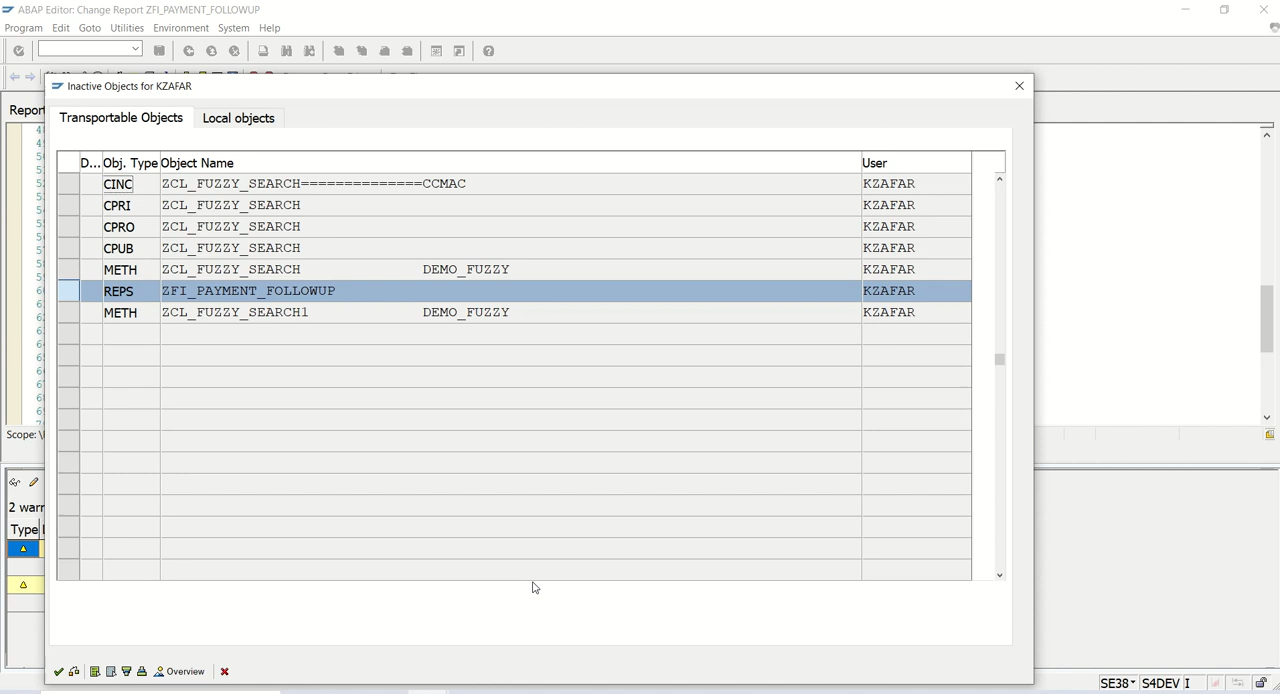 ABAP Editor: Change Report ZFI_PAYMENT_FOLLOWUP
Program Edit Goto Utilities Environment System Help
Inactive Objects for KZAFAR
Report
Transportable Objects Local objects
D... Obj. Type Object Name User
CINC ZCL_FUZZY_SEARCH==============CCMAC KZAFAR
CPRI ZCL_FUZZY_SEARCH KZAFAR
CPRO ZCL_FUZZY_SEARCH KZAFAR
CPUB ZCL_FUZZY_SEARCH KZAFAR
METH ZCL_FUZZY_SEARCH DEMO_FUZZY KZAFAR
REPS ZFI_PAYMENT_FOLLOWUP KZAFAR
METH ZCL_FUZZY_SEARCH1 DEMO_FUZZY KZAFAR
Scope: \
2 warn
Type
Overview
SE38 S4DEV I